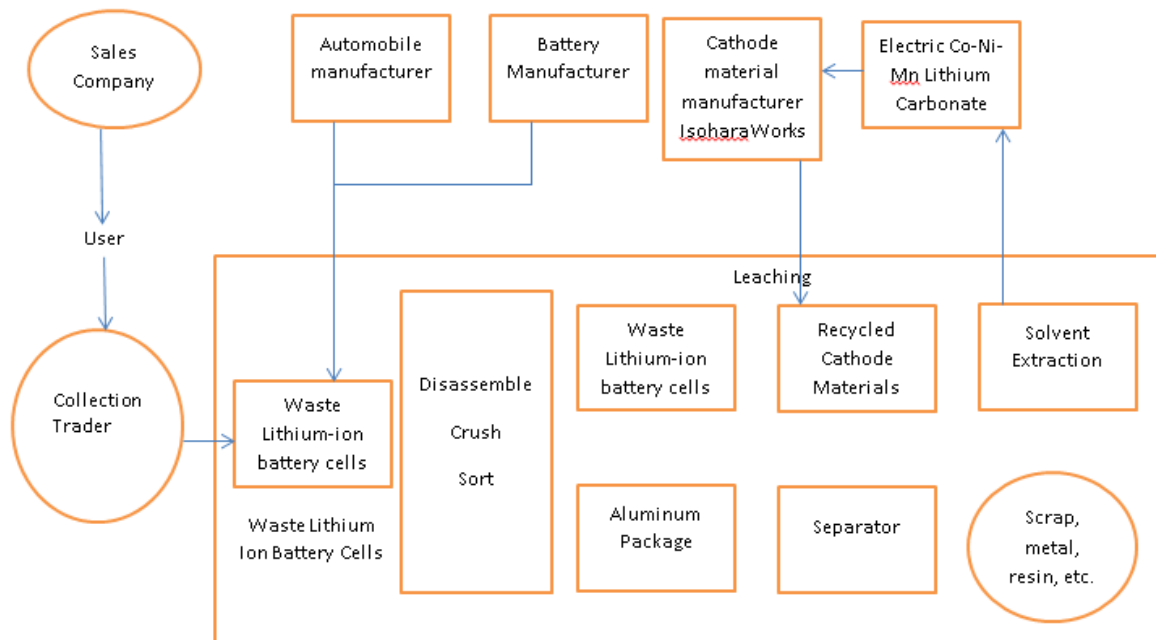 Sales
Company
Automobile
manufacturer
Battery
Manufacturer
Cathode
material
manufacturer
IsoharaWorks
Electric Co-Ni-
Mn Lithium
Carbonate
User
Leaching
Collection
Trader
Waste
Lithium-ion
battery cells
Waste Lithium
Ion Battery Cells
Disassemble
Crush
Sort
Waste
Lithium-ion
battery cells
Recycled
Cathode
Materials
Solvent
Extraction
Aluminum
Package
Separator
Scrap,
metal,
resin, etc.